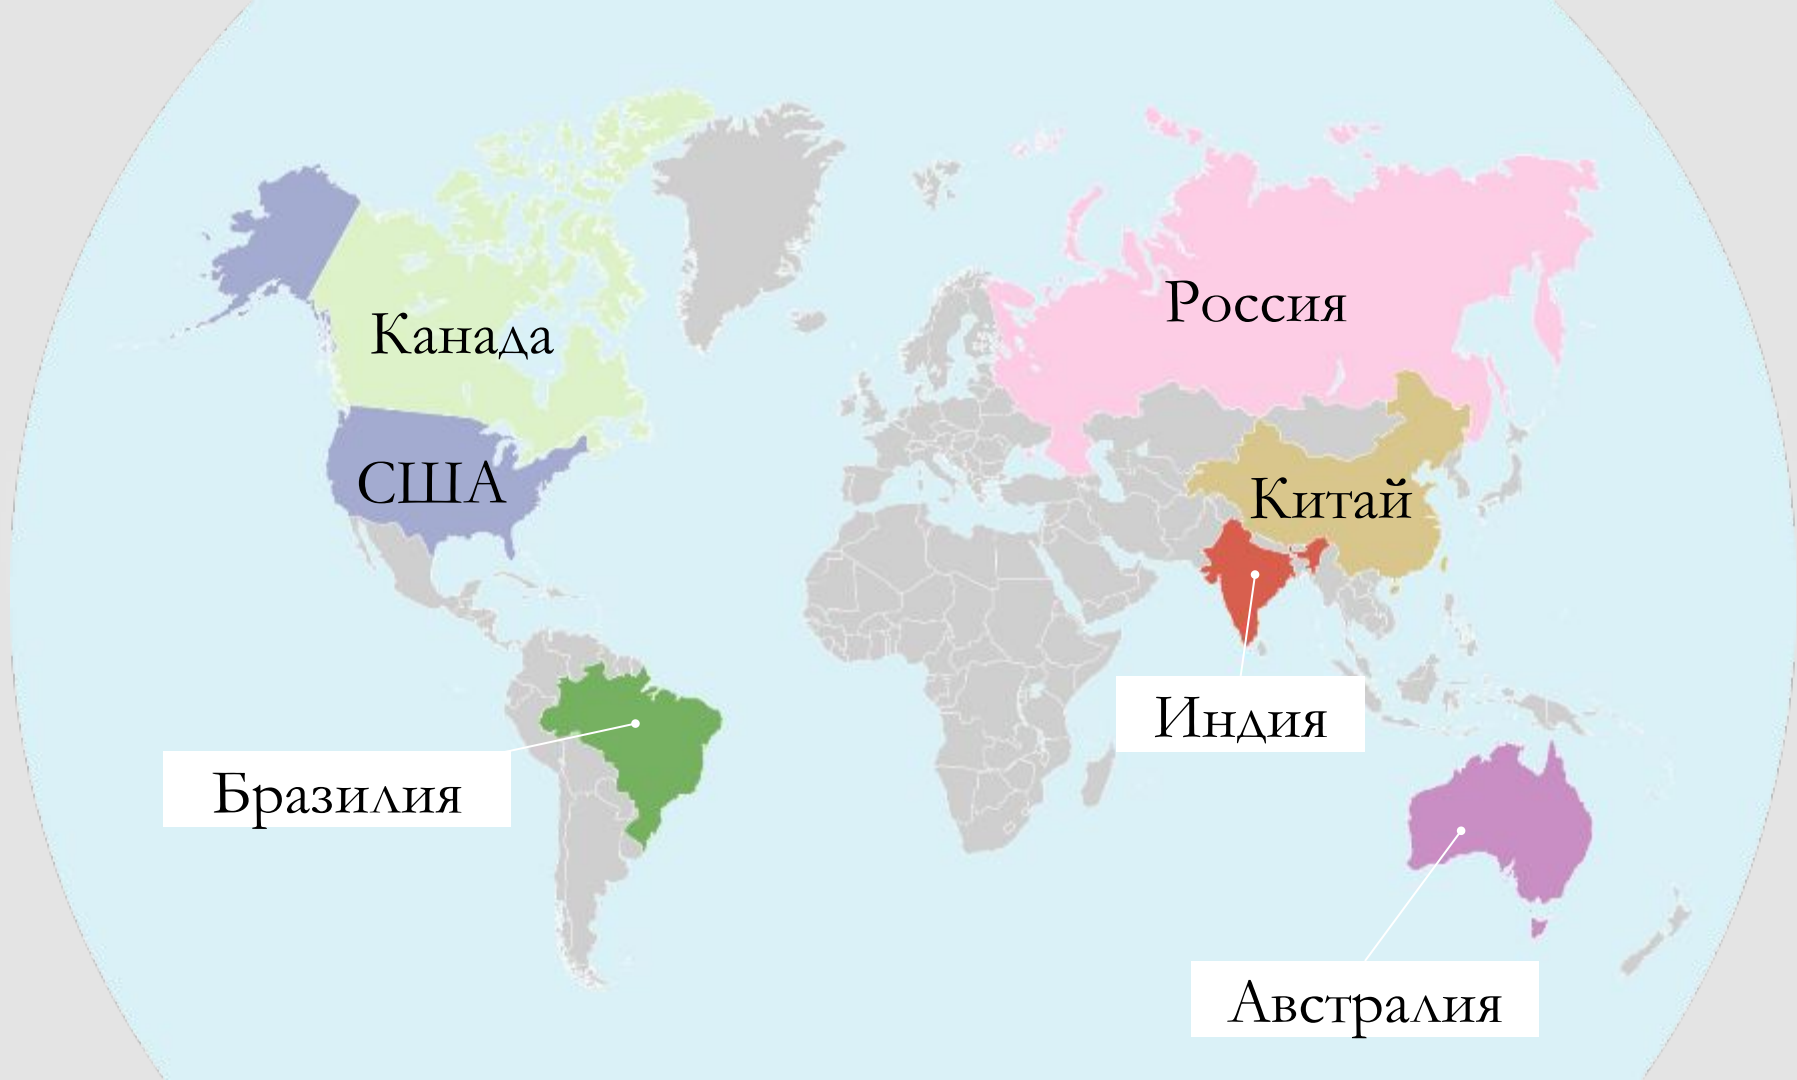 Россия
Канада
США
Китай
Индия
Бразилия
Австралия